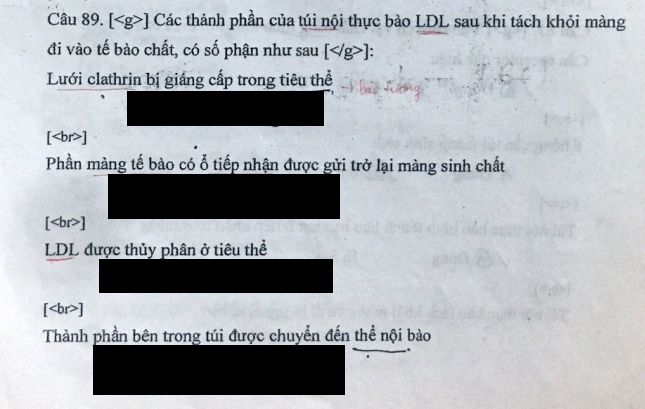 Câu 89. [<g>] Các thành phần của túi nội thực bào LDL sau khi tách khỏi màng
đi vào tế bào chất, có số phận như sau [</g>]:
Lưới clathrin bị giáng cấp trong tiêu thể → bào tương
[<br>]
Phần màng tế bào có ổ tiếp nhận được gửi trở lại màng sinh chất
[<br>]
LDL được thủy phân ở tiêu thể
[<br>]
Thành phần bên trong túi được chuyển đến thể nội bào